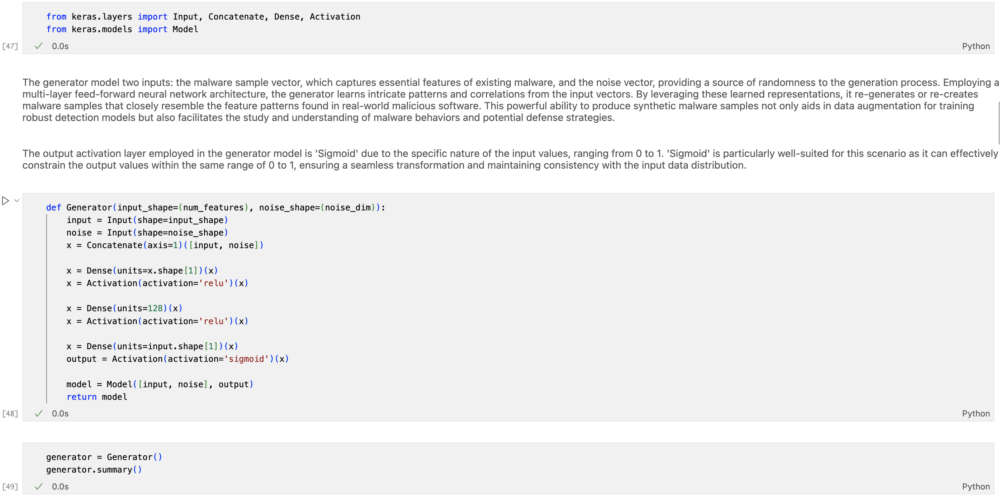 from keras.layers import Input, Concatenate, Dense, Activation
from keras.models import Model
[47] 0.0s Python
The generator model two inputs: the malware sample vector, which captures essential features of existing malware, and the noise vector, providing a source of randomness to the generation process. Employing a
multi-layer feed-forward neural network architecture, the generator learns intricate patterns and correlations from the input vectors. By leveraging these learned representations, it re-generates or re-creates
malware samples that closely resemble the feature patterns found in real-world malicious software. This powerful ability to produce synthetic malware samples not only aids in data augmentation for training
robust detection models but also facilitates the study and understanding of malware behaviors and potential defense strategies.
The output activation layer employed in the generator model is 'Sigmoid' due to the specific nature of the input values, ranging from 0 to 1. 'Sigmoid' is particularly well-suited for this scenario as it can effectively
constrain the output values within the same range of 0 to 1, ensuring a seamless transformation and maintaining consistency with the input data distribution.
def Generator(input_shape=(num_features), noise_shape=(noise_dim)):
    input = Input(shape=input_shape)
    noise = Input(shape=noise_shape)
    x = Concatenate(axis=1)([input, noise])
    x = Dense(units=x.shape[1])(x)
    x = Activation(activation='relu')(x)
    x = Dense(units=128)(x)
    x = Activation(activation='relu')(x)
    x = Dense(units=input.shape[1])(x)
    output = Activation(activation='sigmoid')(x)
    model = Model([input, noise], output)
    return model
[48] 0.0s Python
generator = Generator()
generator.summary()
[49] 0.0s Python